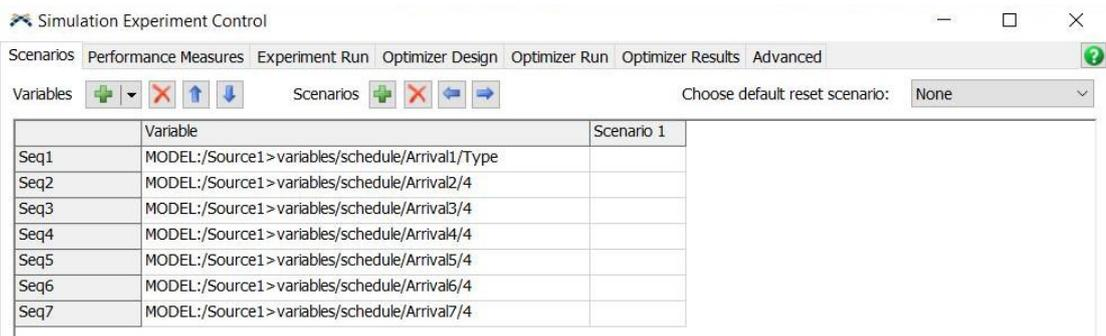 Simulation Experiment Control
Scenarios Performance Measures Experiment Run Optimizer Design Optimizer Run Optimizer Results Advanced
Variables Scenarios Choose default reset scenario: None
Variable Scenario 1
Seq1 MODEL:/Source1>variables/schedule/Arrival1/Type
Seq2 MODEL:/Source1>variables/schedule/Arrival2/4
Seq3 MODEL:/Source1>variables/schedule/Arrival3/4
Seq4 MODEL:/Source1>variables/schedule/Arrival4/4
Seq5 MODEL:/Source1>variables/schedule/Arrival5/4
Seq6 MODEL:/Source1>variables/schedule/Arrival6/4
Seq7 MODEL:/Source1>variables/schedule/Arrival7/4